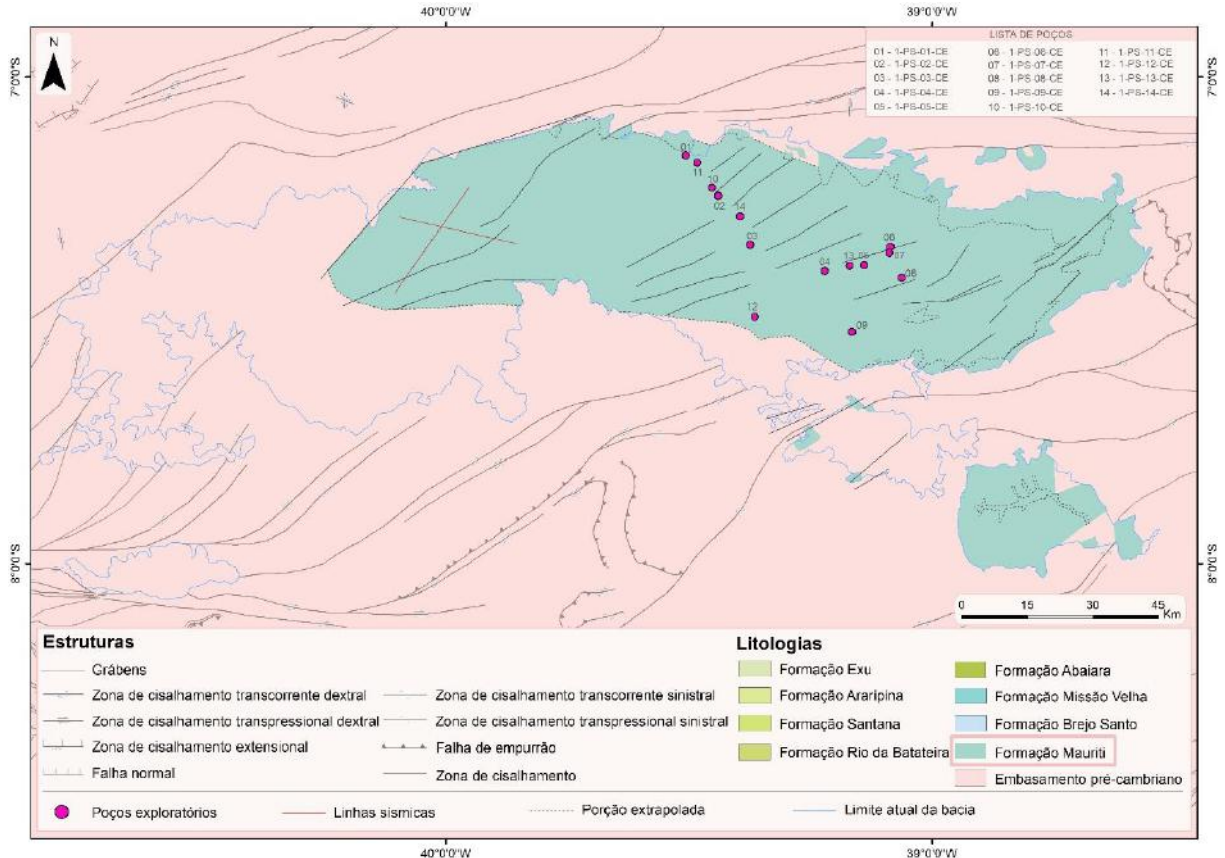 40°0'0"W 39°0'0"W
N
7°0'0"S
7°0'0"S
LISTA DE POÇOS
01 - 1-PS-01-CE 06 - 1-PS-06-CE 11 - 1-PS-11-CE
02 - 1-PS-02-CE 07 - 1-PS-07-CE 12 - 1-PS-12-CE
03 - 1-PS-03-CE 08 - 1-PS-08-CE 13 - 1-PS-13-CE
04 - 1-PS-04-CE 09 - 1-PS-09-CE 14 - 1-PS-14-CE
05 - 1-PS-05-CE 10 - 1-PS-10-CE
01
11
10
02
14
03
06
07
04
13
05
08
12
09
8°0'0"S
8°0'0"S
0 15 30 45
Km
Estruturas
Grábens
Zona de cisalhamento transcorrente dextral
Zona de cisalhamento transcorrente sinistral
Zona de cisalhamento transpressional dextral
Zona de cisalhamento transpressional sinistral
Zona de cisalhamento extensional
Falha de empurrão
Falha normal
Zona de cisalhamento
Litologias
Formação Exu
Formação Araripina
Formação Santana
Formação Rio da Batateira
Formação Abaiara
Formação Missão Velha
Formação Brejo Santo
Formação Mauriti
Embasamento pré-cambriano
Poços exploratórios
Linhas sísmicas
Porção extrapolada
Limite atual da bacia
40°0'0"W 39°0'0"W